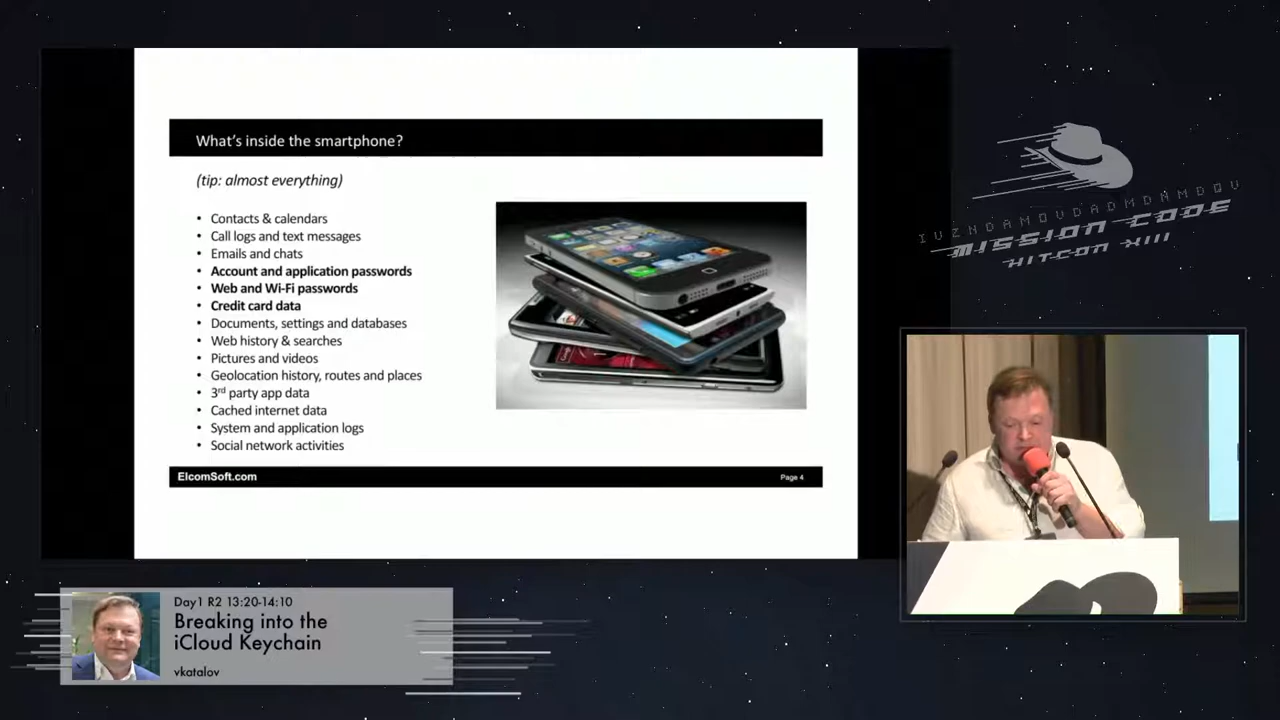 What's inside the smartphone?
(tip: almost everything)
• Contacts & calendars
• Call logs and text messages
• Emails and chats
• Account and application passwords
• Web and Wi-Fi passwords
• Credit card data
• Documents, settings and databases
• Web history & searches
• Pictures and videos
• Geolocation history, routes and places
• 3rd party app data
• Cached internet data
• System and application logs
• Social network activities
ElcomSoft.com
Page 4
MISSION CODE
HITCON XIII
Day1 R2 13:20-14:10
Breaking into the
iCloud Keychain
vkatalov